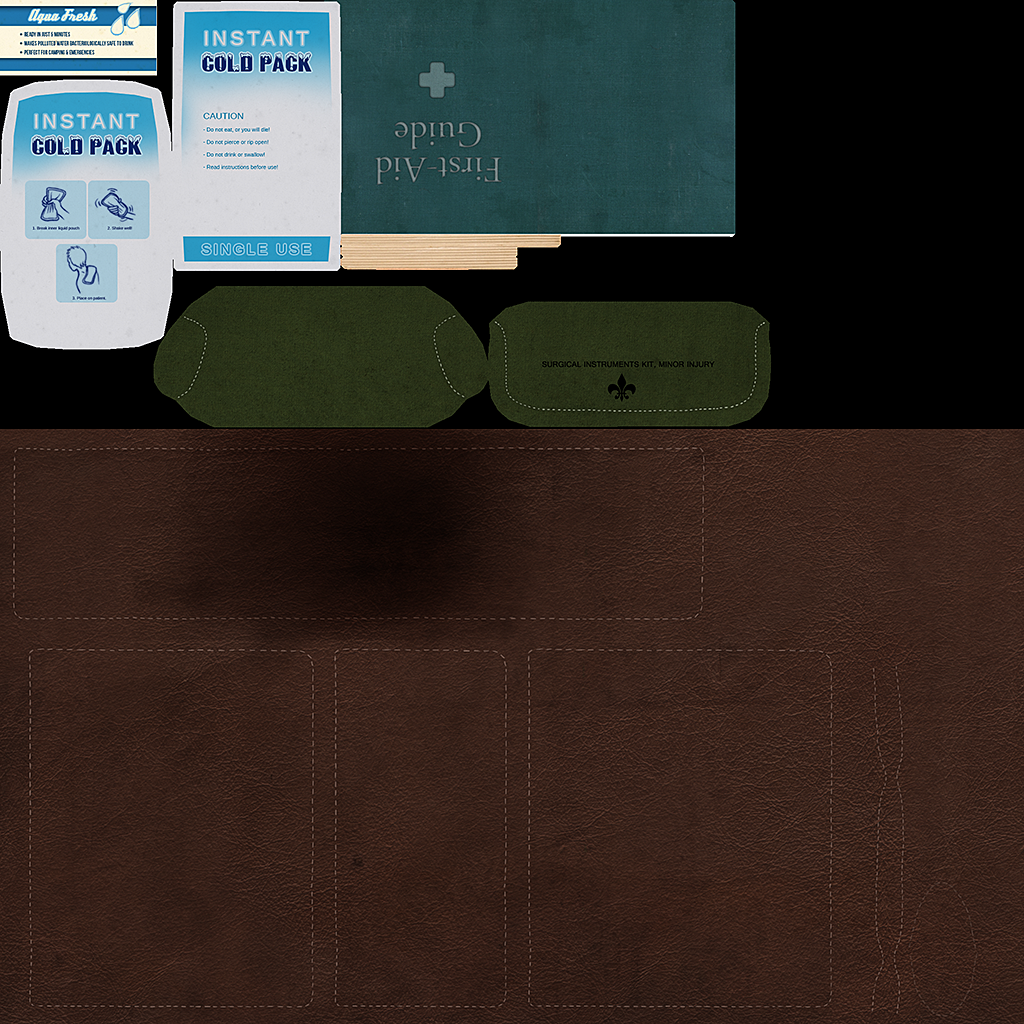 Aqua Fresh
• READY IN JUST 5 MINUTES
• MAKES POLLUTED WATER BACTERIOLOGICALLY SAFE TO DRINK
• PERFECT FOR CAMPING & EMERGENCIES
INSTANT
COLD PACK
1. Break inner liquid pouch
2. Shake well!
3. Place on patient.
INSTANT
COLD PACK
CAUTION
- Do not eat, or you will die!
- Do not pierce or rip open!
- Do not drink or swallow!
- Read instructions before use!
SINGLE USE
First-Aid
Guide
SURGICAL INSTRUMENTS KIT, MINOR INJURY